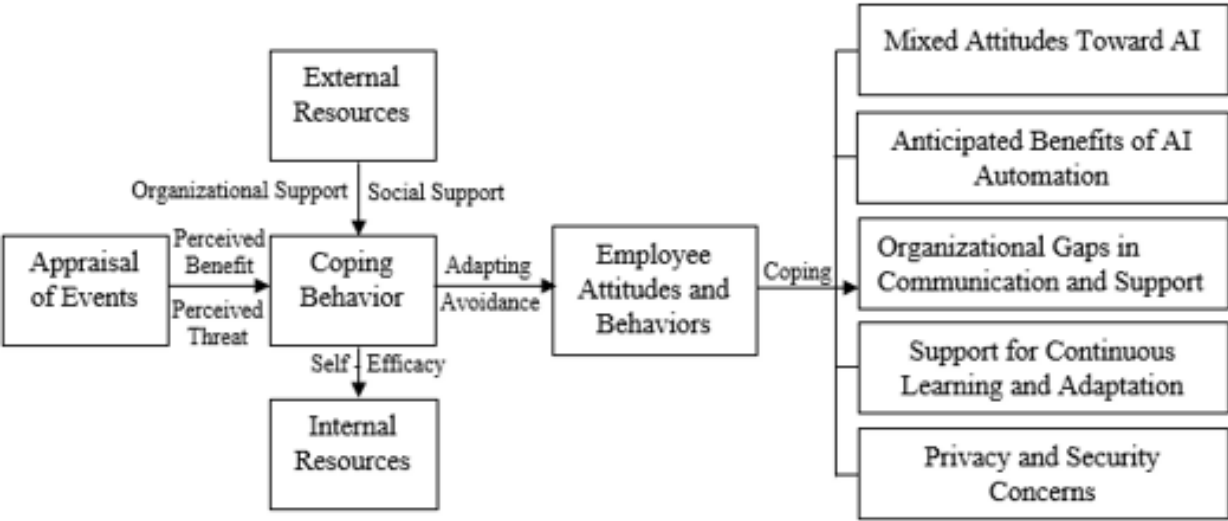 External
Resources
Organizational Support
Social Support
Appraisal
of Events
Perceived
Benefit
Perceived
Threat
Coping
Behavior
Adapting
Avoidance
Self - Efficacy
Internal
Resources
Employee
Attitudes and
Behaviors
Coping
Mixed Attitudes Toward AI
Anticipated Benefits of AI
Automation
Organizational Gaps in
Communication and Support
Support for Continuous
Learning and Adaptation
Privacy and Security
Concerns